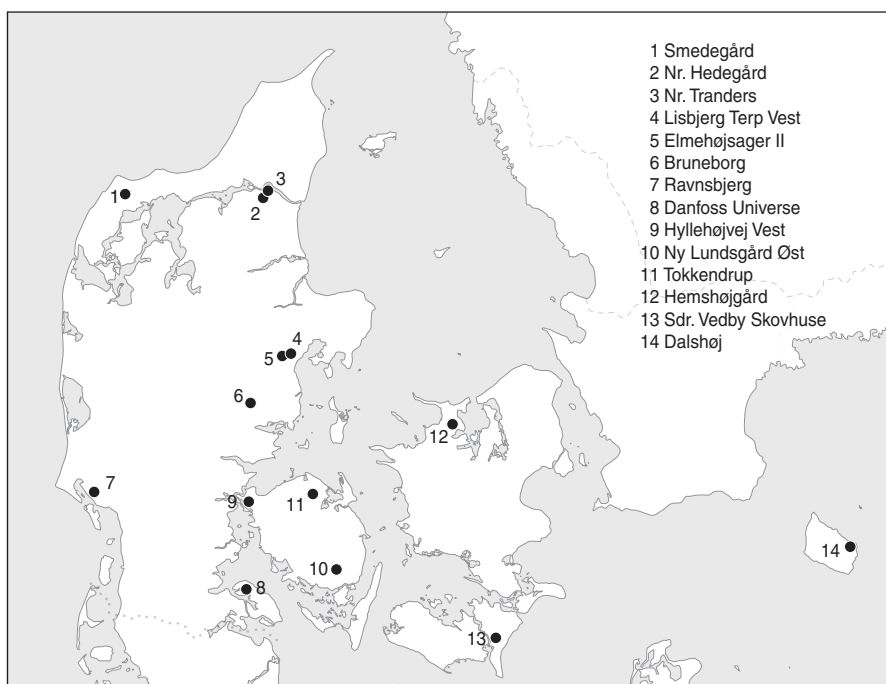 1 Smedegård
2 Nr. Hedegård
3 Nr. Tranders
4 Lisbjerg Terp Vest
5 Elmehøjsager II
6 Bruneborg
7 Ravnsbjerg
8 Danfoss Universe
9 Hyllehøjvej Vest
10 Ny Lundsgård Øst
11 Tokkendrup
12 Hemshøjgård
13 Sdr. Vedby Skovhuse
14 Dalshøj
3
1
2
4
5
6
12
7
11
9
14
10
8
13